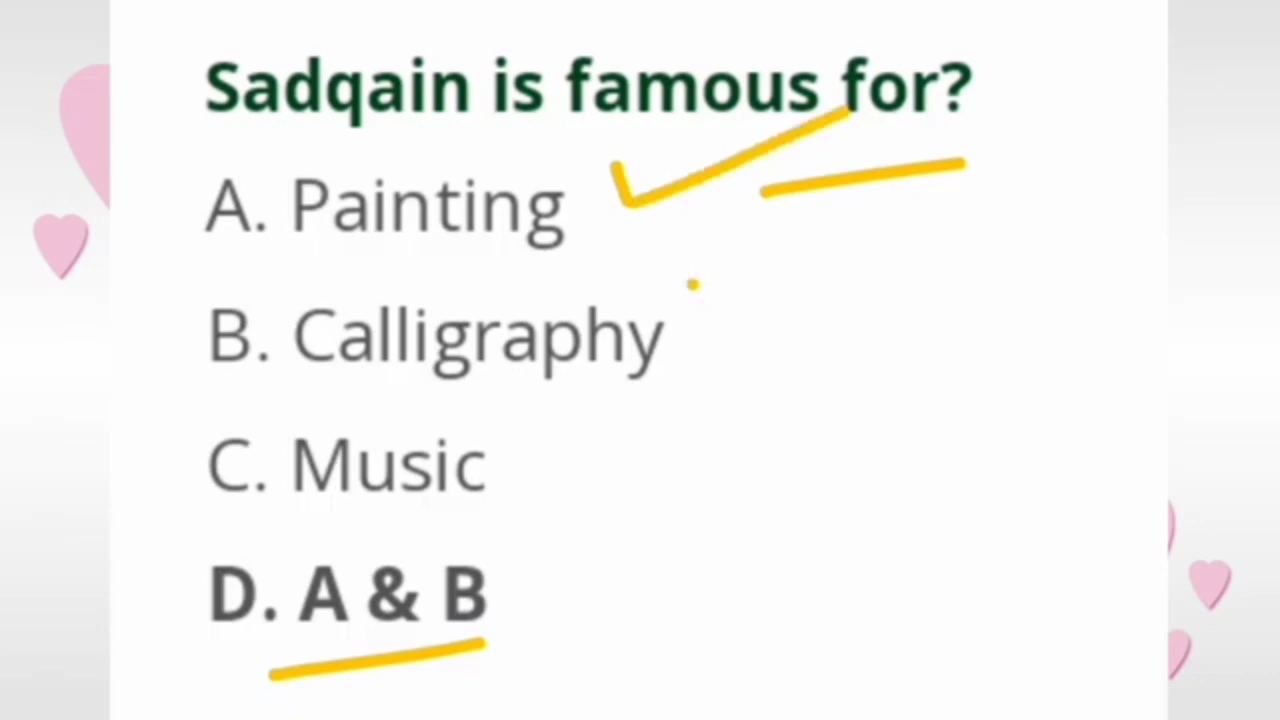 Sadqain is famous for?
A. Painting
B. Calligraphy
C. Music
D. A & B